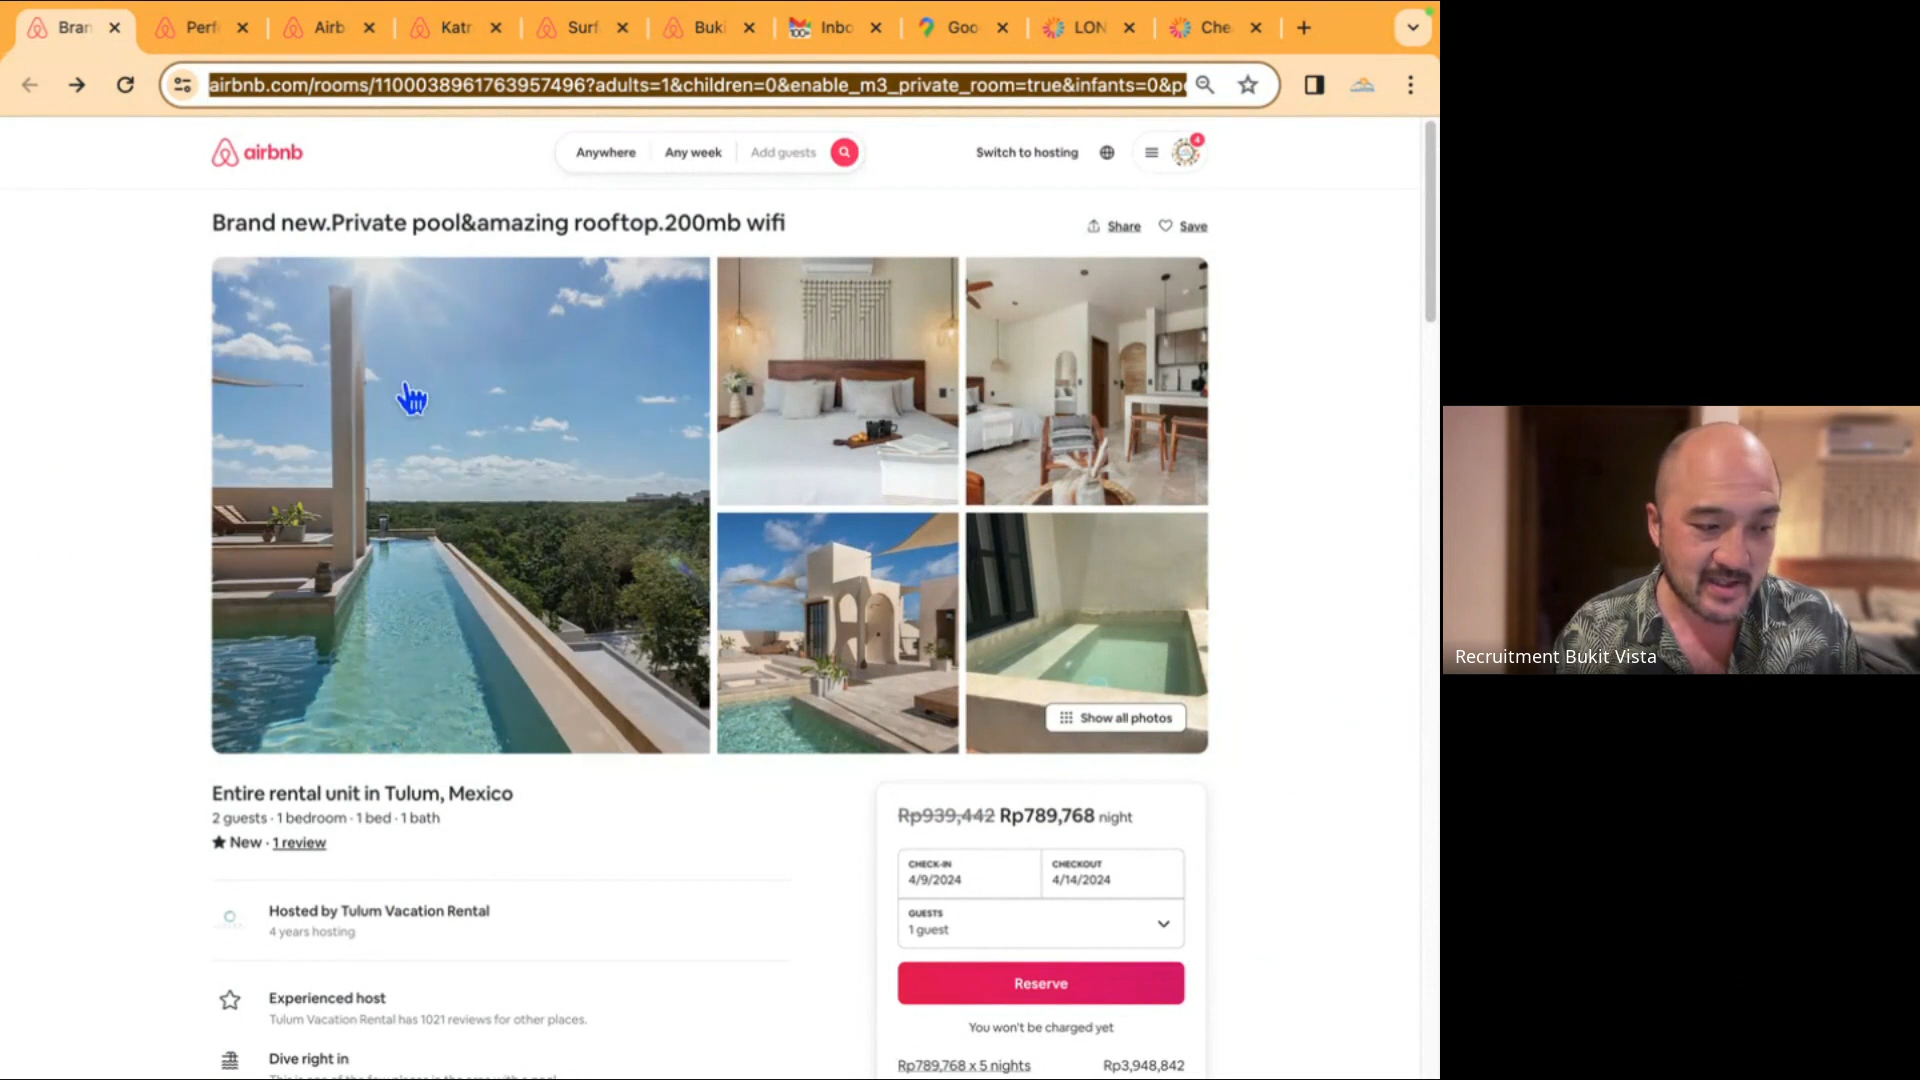 Bran
Perf
Airb
Katr
Surf
Buki
Inbo
Goo
LON
Che
airbnb.com/rooms/1100038961763957496?adults=1&children=0&enable_m3_private_room=true&infants=0&pe
airbnb
Anywhere
Any week
Add guests
Switch to hosting
4
Brand new.Private pool&amazing rooftop.200mb wifi
Share
Save
Show all photos
Entire rental unit in Tulum, Mexico
2 guests · 1 bedroom · 1 bed · 1 bath
★ New · 1 review
Hosted by Tulum Vacation Rental
4 years hosting
Experienced host
Tulum Vacation Rental has 1021 reviews for other places.
Dive right in
Rp939,442 Rp789,768 night
CHECK-IN
4/9/2024
CHECKOUT
4/14/2024
GUESTS
1 guest
Reserve
You won't be charged yet
Rp789,768 x 5 nights
Rp3,948,842
Recruitment Bukit Vista